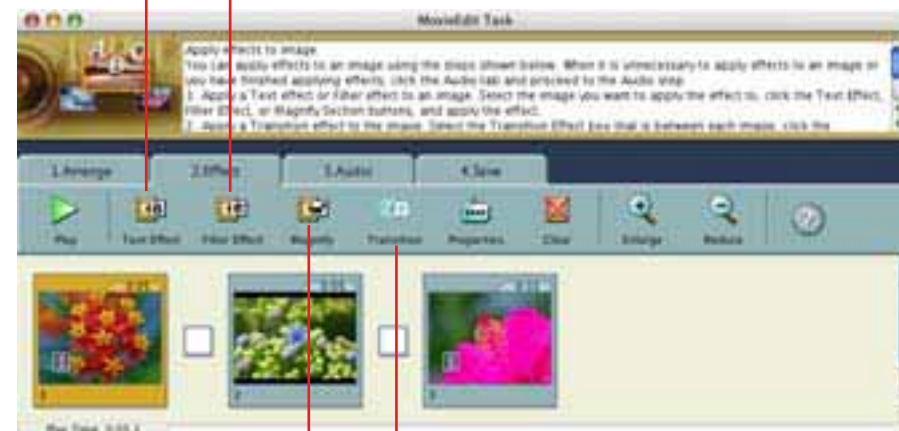 MovieEdit Task
Apply effects to image
You can apply effects to an image using the steps shown below. When it is unnecessary to apply effects to an image or
you have finished applying effects, click the Audio tab and proceed to the Audio step.
1. Apply a Text effect or Filter effect to an image. Select the image you want to apply the effect to, click the Text Effect,
Filter Effect, or Magnify Section buttons, and apply the effect.
2. Apply a Transition effect to the image. Select the Transition Effect box that is between each image, click the
1.Arrange 2.Effect 3.Audio 4.Save
Play Text Effect Filter Effect Magnify Transition Properties Clear Enlarge Reduce
1 2 3
Play Time